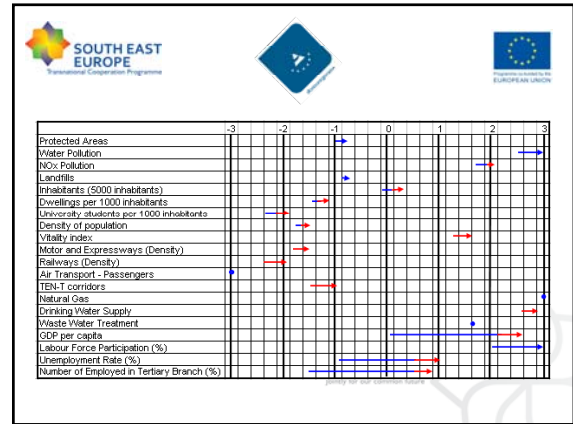 SOUTH EAST
EUROPE
Transnational Cooperation Programme
Programme co-funded by the
EUROPEAN UNION
-3 -2 -1 0 1 2 3
Protected Areas
Water Pollution
NOx Pollution
Landfills
Inhabitants (5000 inhabitants)
Dwellings per 1000 inhabitants
University students per 1000 inhabitants
Density of population
Vitality index
Motor and Expressways (Density)
Railways (Density)
Air Transport - Passengers
TEN-T corridors
Natural Gas
Drinking Water Supply
Waste Water Treatment
GDP per capita
Labour Force Participation (%)
Unemployment Rate (%)
Number of Employed in Tertiary Branch (%)
jointly for our common future